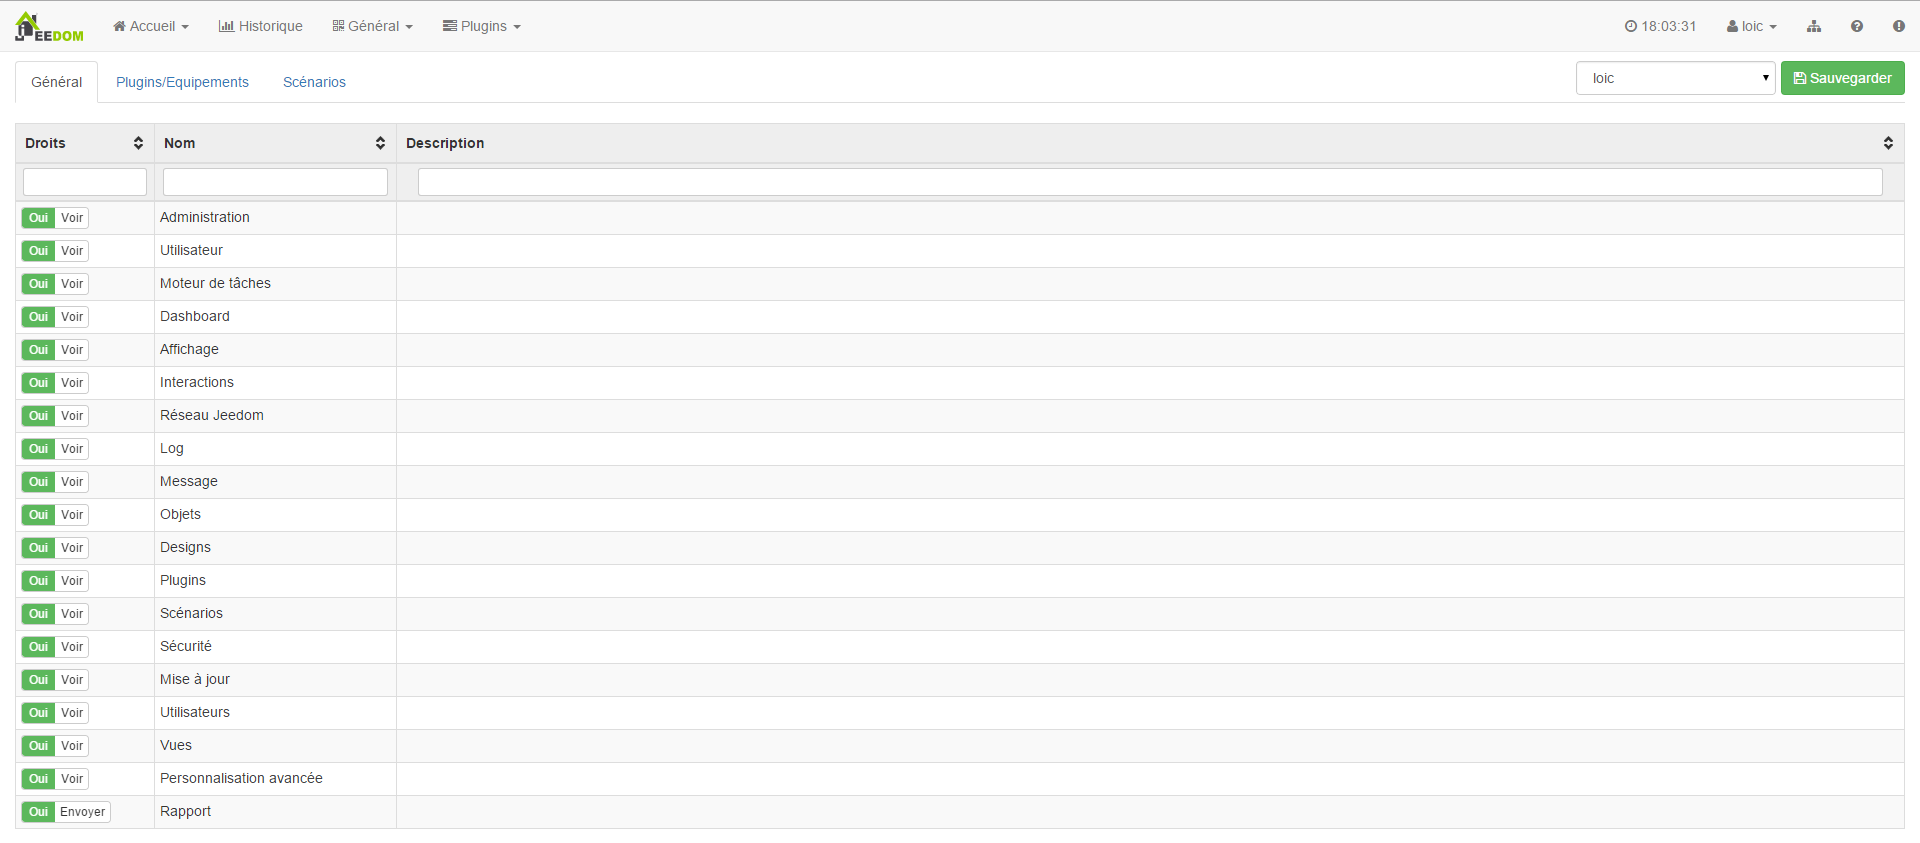 JEEDOM Accueil Historique Général Plugins 18:03:31 loic
Général Plugins/Equipements Scénarios loic Sauvegarder
Droits Nom Description
Oui Voir Administration
Oui Voir Utilisateur
Oui Voir Moteur de tâches
Oui Voir Dashboard
Oui Voir Affichage
Oui Voir Interactions
Oui Voir Réseau Jeedom
Oui Voir Log
Oui Voir Message
Oui Voir Objets
Oui Voir Designs
Oui Voir Plugins
Oui Voir Scénarios
Oui Voir Sécurité
Oui Voir Mise à jour
Oui Voir Utilisateurs
Oui Voir Vues
Oui Voir Personnalisation avancée
Oui Envoyer Rapport